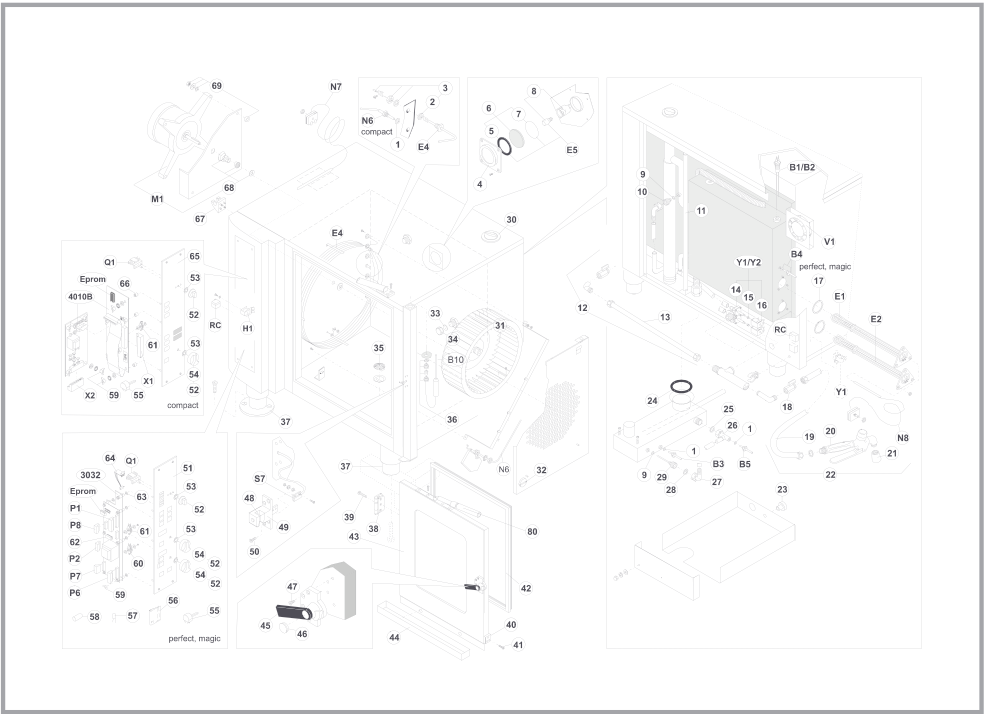 69
N7
3
2
N6
compact
1
E4
8
6
7
5
E5
4
M1
68
67
E4
30
9
10
11
B1/B2
V1
B4
perfect, magic
Y1/Y2
14
15
16
17
E1
E2
RC
12
13
Q1
65
Eprom
66
53
4010B
52
61
53
X1
54
X2
59
55
52
compact
RC
H1
33
31
34
B10
35
36
37
37
N6
32
24
25
26
1
1
B3
B5
9
29
28
27
18
Y1
19
20
N8
21
22
23
64
Q1
51
3032
Eprom
63
53
P1
52
P8
61
53
62
54
P2
60
52
54
P7
52
P6
59
56
58
57
55
perfect, magic
S7
48
49
50
39
38
43
80
47
45
46
42
44
40
41